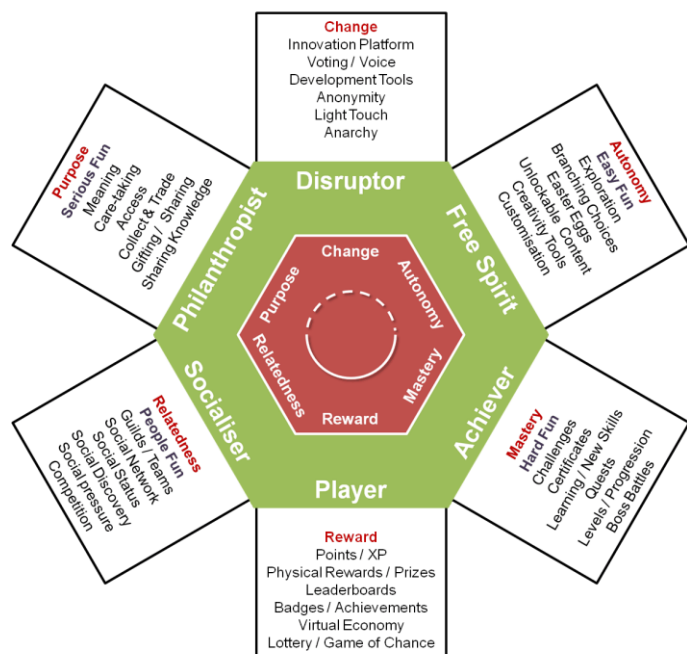 Change
Innovation Platform
Voting / Voice
Development Tools
Anonymity
Light Touch
Anarchy
Purpose
Serious Fun
Meaning
Care-taking
Access
Collect & Trade
Gifting / Sharing
Sharing Knowledge
Autonomy
Easy Fun
Exploration
Branching Choices
Easter Eggs
Unlockable Content
Creativity Tools
Customisation
Disruptor
Philanthropist
Free Spirit
Change
Purpose
Autonomy
Relatedness
Mastery
Reward
Socialiser
Achiever
Player
Relatedness
People Fun
Guilds / Teams
Social Network
Social Status
Social Discovery
Social pressure
Competition
Mastery
Hard Fun
Challenges
Certificates
Learning / New Skills
Quests
Levels / Progression
Boss Battles
Reward
Points / XP
Physical Rewards / Prizes
Leaderboards
Badges / Achievements
Virtual Economy
Lottery / Game of Chance